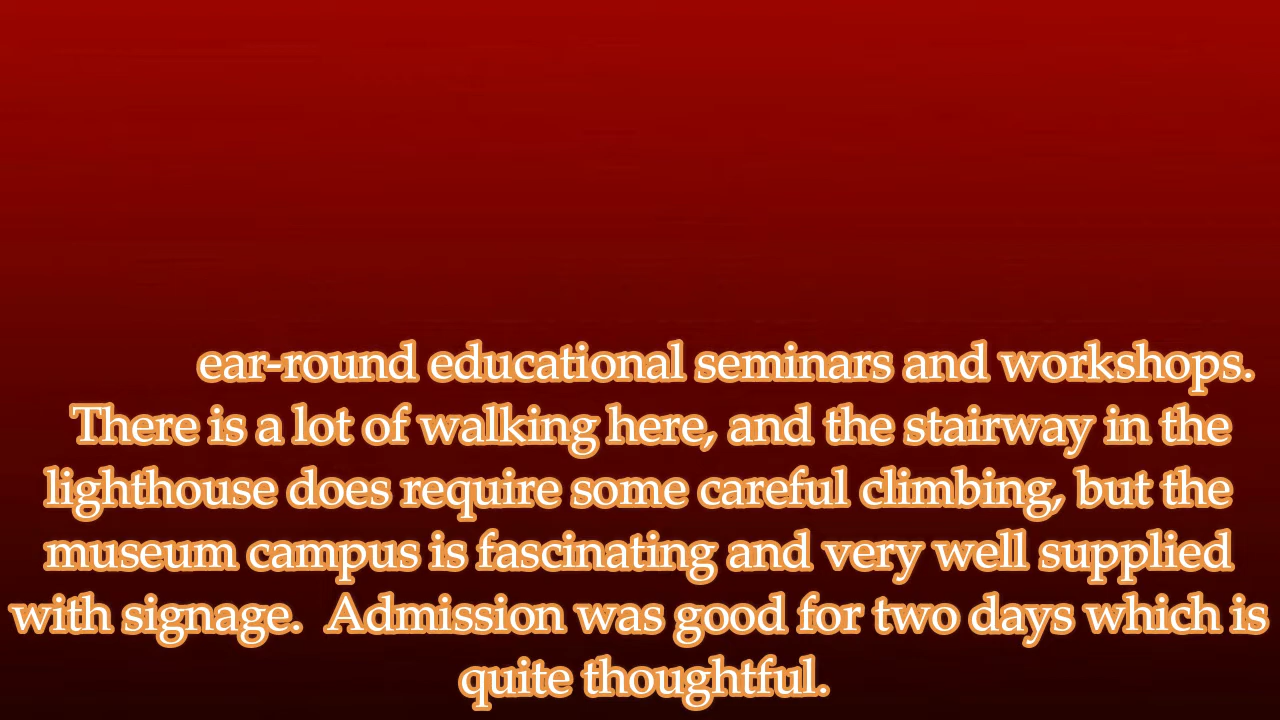 ear-round educational seminars and workshops.
There is a lot of walking here, and the stairway in the
lighthouse does require some careful climbing, but the
museum campus is fascinating and very well supplied
with signage.  Admission was good for two days which is
quite thoughtful.